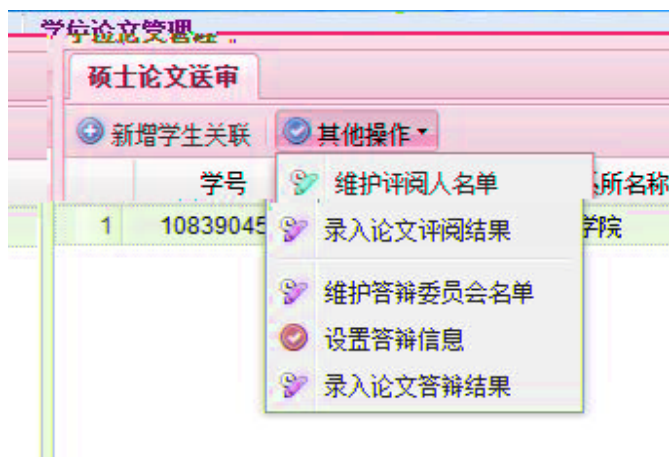 学位论文管理
硕士论文送审
新增学生关联 其他操作
学号 所名称
维护评阅人名单
1 10839045 学院
录入论文评阅结果
维护答辩委员会名单
设置答辩信息
录入论文答辩结果